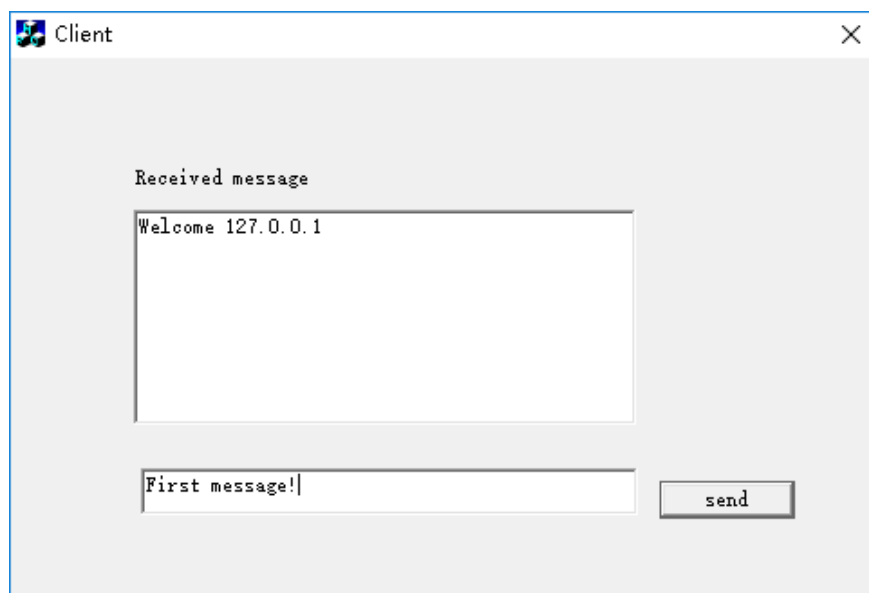 Client
Received message
Welcome 127.0.0.1
First message!
send